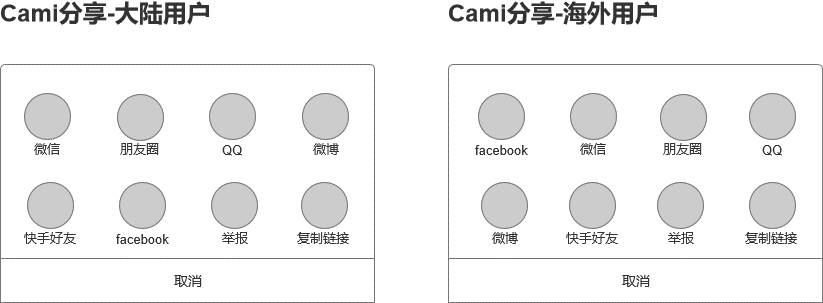 Cami分享-大陆用户
微信
朋友圈
QQ
微博
快手好友
facebook
举报
复制链接
取消
Cami分享-海外用户
facebook
微信
朋友圈
QQ
微博
快手好友
举报
复制链接
取消